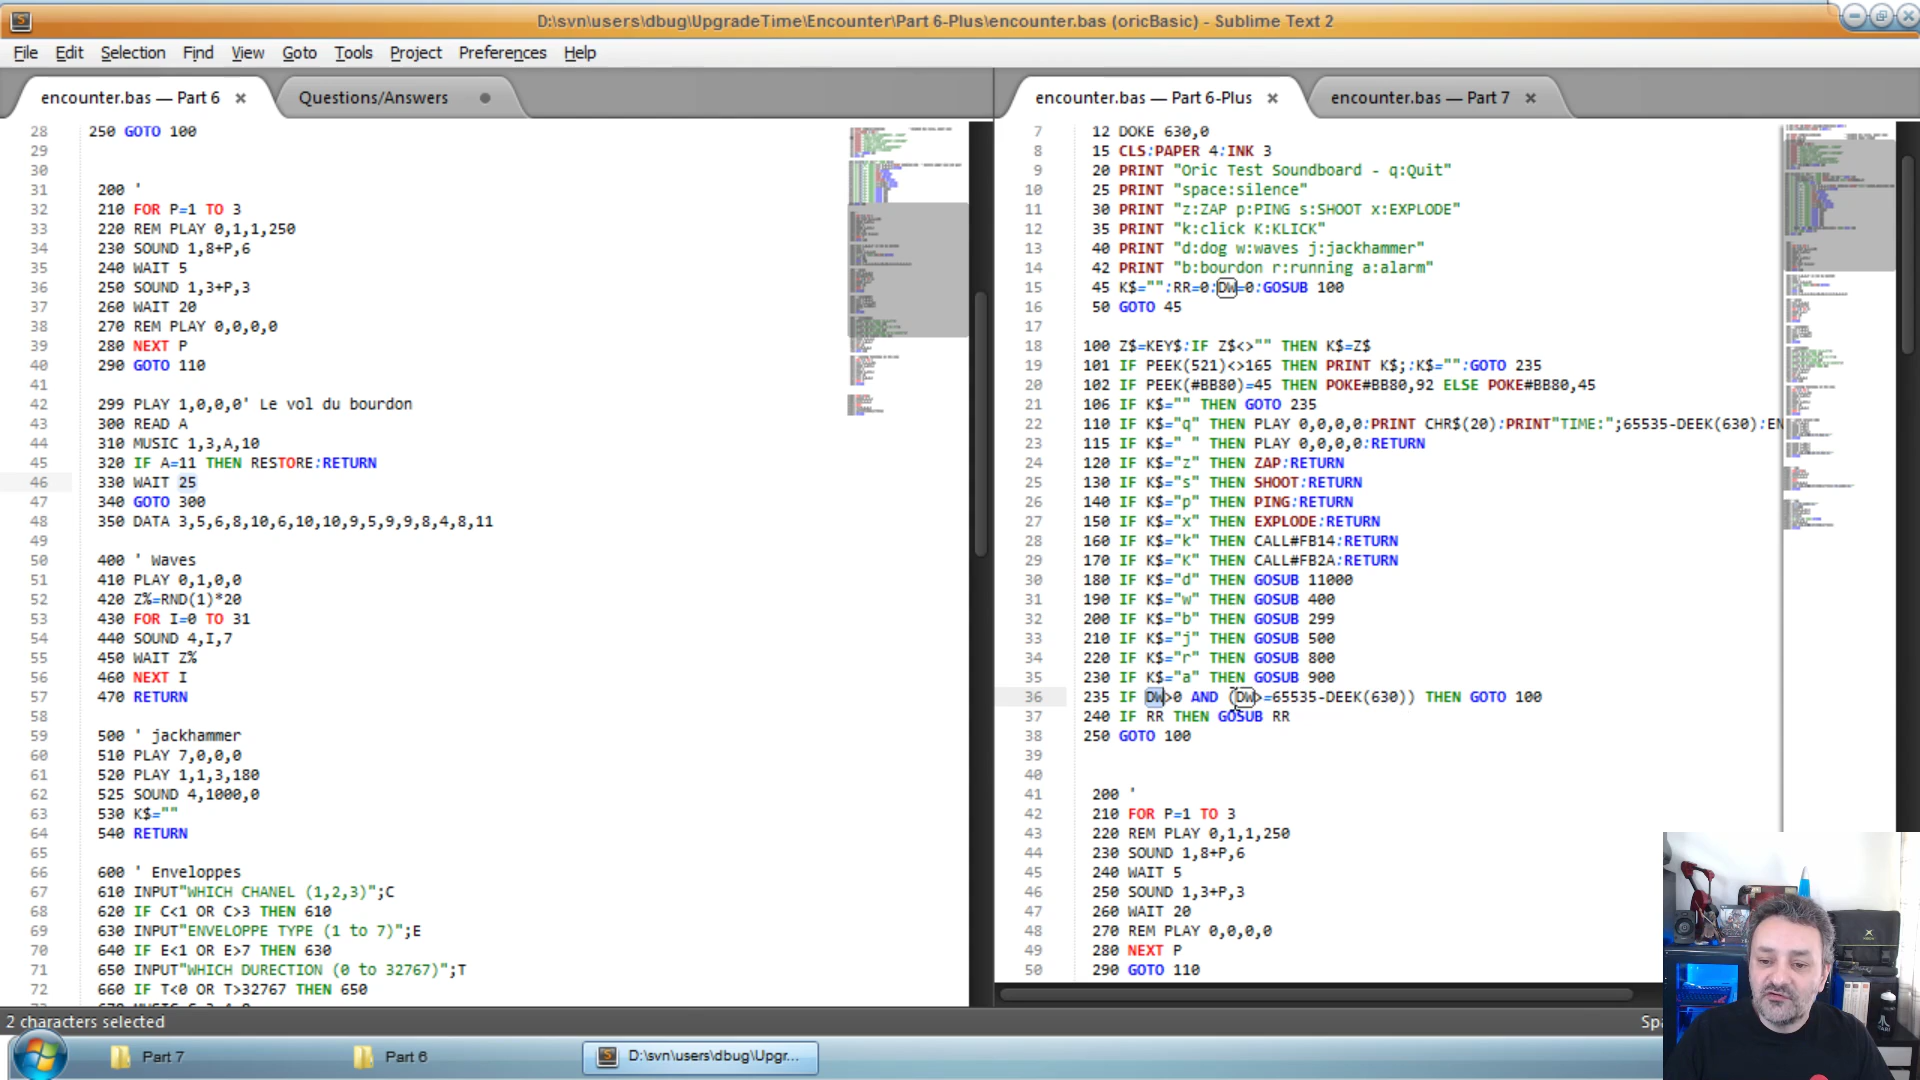 D:\svn\users\dbug\UpgradeTime\Encounter\Part 6-Plus\encounter.bas (oricBasic) - Sublime Text 2
File Edit Selection Find View Goto Tools Project Preferences Help
encounter.bas — Part 6 × Questions/Answers
28 250 GOTO 100
29
30
31 200 '
32 210 FOR P=1 TO 3
33 220 REM PLAY 0,1,1,250
34 230 SOUND 1,8+P,6
35 240 WAIT 5
36 250 SOUND 1,3+P,3
37 260 WAIT 20
38 270 REM PLAY 0,0,0,0
39 280 NEXT P
40 290 GOTO 110
41
42 299 PLAY 1,0,0,0' Le vol du bourdon
43 300 READ A
44 310 MUSIC 1,3,A,10
45 320 IF A=11 THEN RESTORE:RETURN
46 330 WAIT 25
47 340 GOTO 300
48 350 DATA 3,5,6,8,10,6,10,10,9,5,9,9,8,4,8,11
49
50 400 ' Waves
51 410 PLAY 0,1,0,0
52 420 Z%=RND(1)*20
53 430 FOR I=0 TO 31
54 440 SOUND 4,I,7
55 450 WAIT Z%
56 460 NEXT I
57 470 RETURN
58
59 500 ' jackhammer
60 510 PLAY 7,0,0,0
61 520 PLAY 1,1,3,180
62 525 SOUND 4,1000,0
63 530 K$=""
64 540 RETURN
65
66 600 ' Enveloppes
67 610 INPUT"WHICH CHANEL (1,2,3)";C
68 620 IF C<1 OR C>3 THEN 610
69 630 INPUT"ENVELOPPE TYPE (1 to 7)";E
70 640 IF E<1 OR E>7 THEN 630
71 650 INPUT"WHICH DURECTION (0 to 32767)";T
72 660 IF T<0 OR T>32767 THEN 650
encounter.bas — Part 6-Plus × encounter.bas — Part 7 ×
7 12 DOKE 630,0
8 15 CLS:PAPER 4:INK 3
9 20 PRINT "Oric Test Soundboard - q:Quit"
10 25 PRINT "space:silence"
11 30 PRINT "z:ZAP p:PING s:SHOOT x:EXPLODE"
12 35 PRINT "k:click K:KLICK"
13 40 PRINT "d:dog w:waves j:jackhammer"
14 42 PRINT "b:bourdon r:running a:alarm"
15 45 K$="":RR=0:DW=0:GOSUB 100
16 50 GOTO 45
17
18 100 Z$=KEY$:IF Z$<>"" THEN K$=Z$
19 101 IF PEEK(521)<>165 THEN PRINT K$;:K$="":GOTO 235
20 102 IF PEEK(#BB80)=45 THEN POKE#BB80,92 ELSE POKE#BB80,45
21 106 IF K$="" THEN GOTO 235
22 110 IF K$="q" THEN PLAY 0,0,0,0:PRINT CHR$(20):PRINT"TIME:";65535-DEEK(630):EN
23 115 IF K$=" " THEN PLAY 0,0,0,0:RETURN
24 120 IF K$="z" THEN ZAP:RETURN
25 130 IF K$="s" THEN SHOOT:RETURN
26 140 IF K$="p" THEN PING:RETURN
27 150 IF K$="x" THEN EXPLODE:RETURN
28 160 IF K$="k" THEN CALL#FB14:RETURN
29 170 IF K$="K" THEN CALL#FB2A:RETURN
30 180 IF K$="d" THEN GOSUB 11000
31 190 IF K$="w" THEN GOSUB 400
32 200 IF K$="b" THEN GOSUB 299
33 210 IF K$="j" THEN GOSUB 500
34 220 IF K$="r" THEN GOSUB 800
35 230 IF K$="a" THEN GOSUB 900
36 235 IF DW>0 AND (DW>=65535-DEEK(630)) THEN GOTO 100
37 240 IF RR THEN GOSUB RR
38 250 GOTO 100
39
40
41 200 '
42 210 FOR P=1 TO 3
43 220 REM PLAY 0,1,1,250
44 230 SOUND 1,8+P,6
45 240 WAIT 5
46 250 SOUND 1,3+P,3
47 260 WAIT 20
48 270 REM PLAY 0,0,0,0
49 280 NEXT P
50 290 GOTO 110
2 characters selected
Spa
Part 7 Part 6 D:\svn\users\dbug\Upgr...